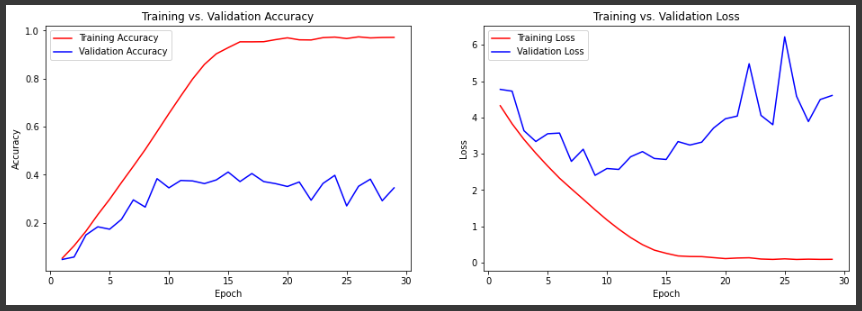 Training vs. Validation Accuracy
Training Accuracy
Validation Accuracy
1.0
0.8
0.6
0.4
0.2
Accuracy
0 5 10 15 20 25 30
Epoch
Training vs. Validation Loss
Training Loss
Validation Loss
6
5
4
3
2
1
0
Loss
0 5 10 15 20 25 30
Epoch